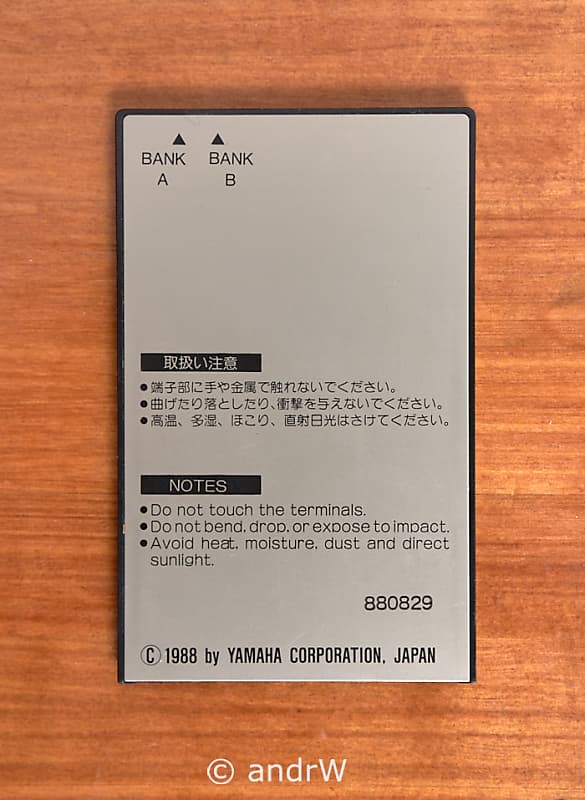 ▲ ▲
BANK BANK
A B
取扱い注意
●端子部に手や金属で触れないでください。
●曲げたり落としたり、衝撃を与えないでください。
●高温、多湿、ほこり、直射日光はさけてください。
NOTES
●Do not touch the terminals.
●Do not bend, drop, or expose to impact.
●Avoid heat, moisture, dust and direct
sunlight.
880829
©1988 by YAMAHA CORPORATION, JAPAN
© andrW